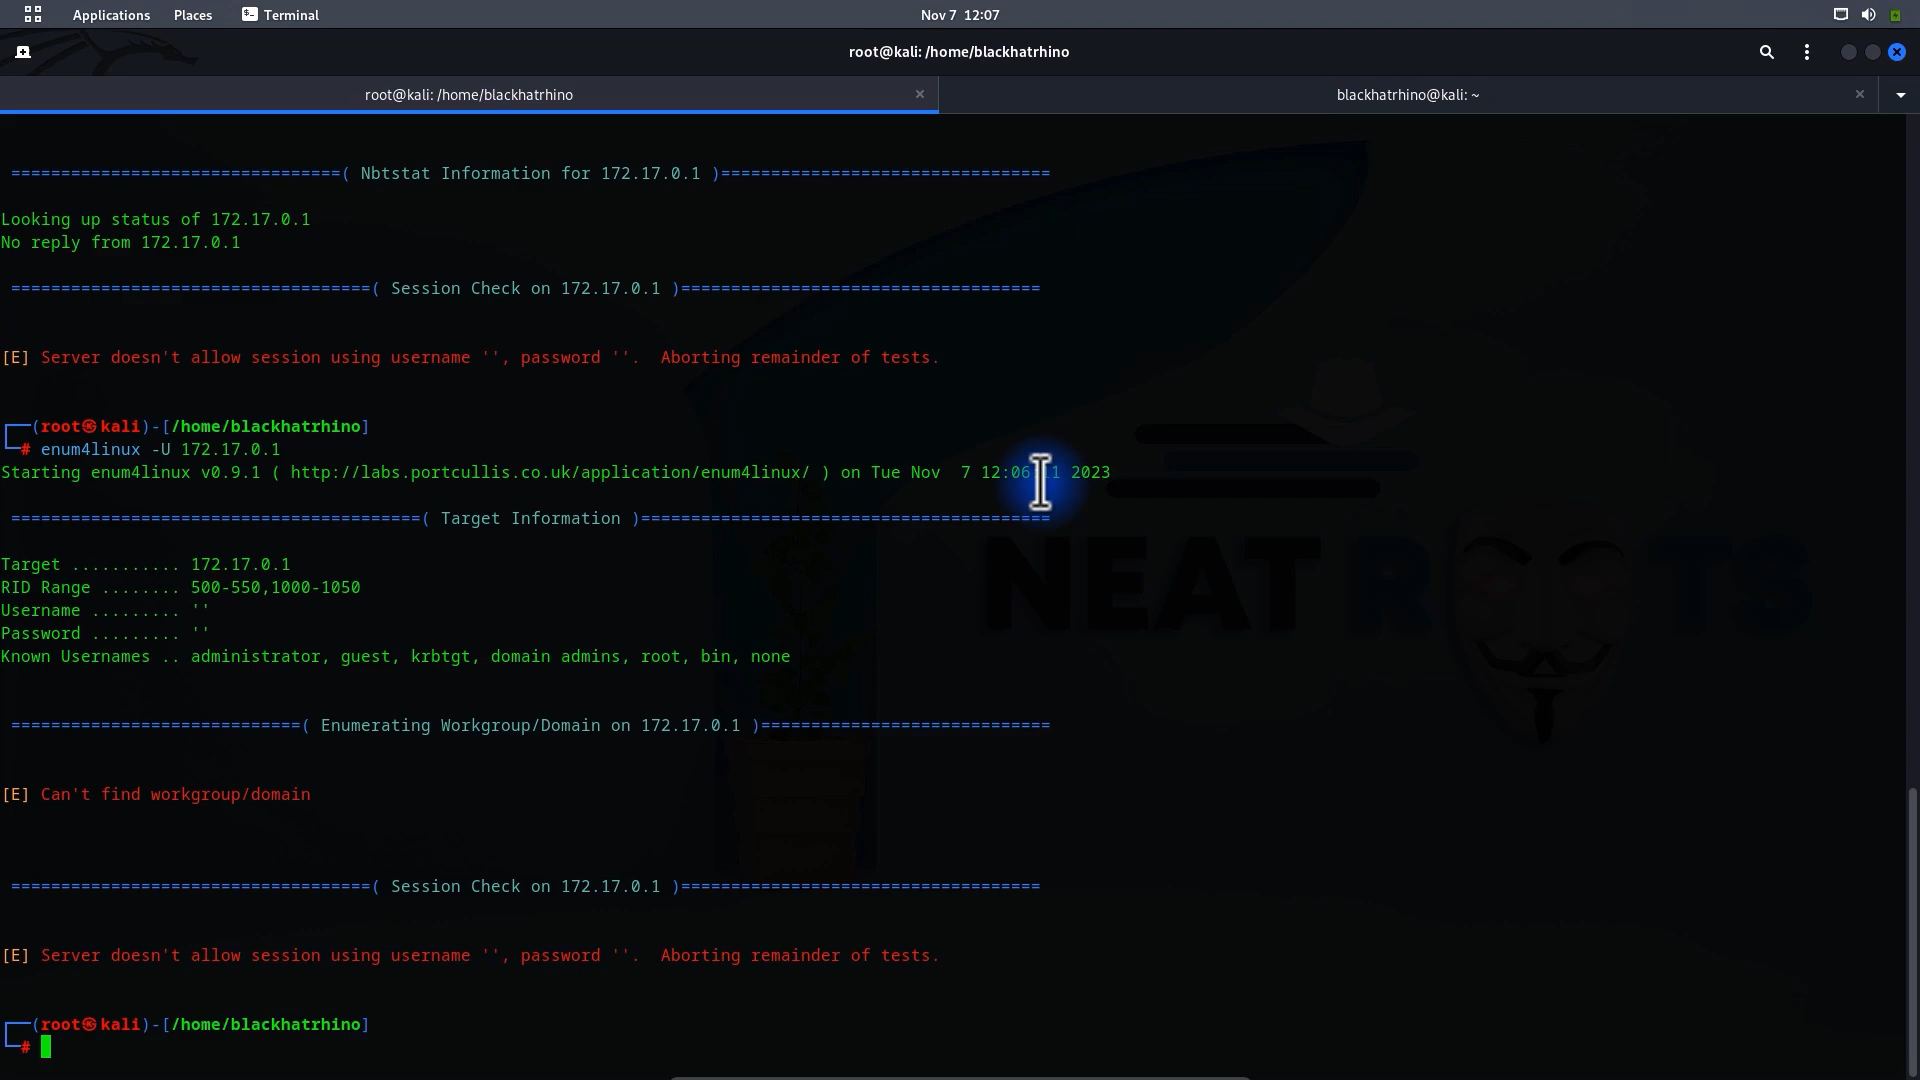 Applications Places Terminal Nov 7 12:07
root@kali: /home/blackhatrhino
root@kali: /home/blackhatrhino blackhatrhino@kali: ~
================================( Nbtstat Information for 172.17.0.1 )=================================
Looking up status of 172.17.0.1
No reply from 172.17.0.1
====================================( Session Check on 172.17.0.1 )====================================
[E] Server doesn't allow session using username '', password ''.  Aborting remainder of tests.
┌──(root㉿kali)-[/home/blackhatrhino]
└─# enum4linux -U 172.17.0.1
Starting enum4linux v0.9.1 ( http://labs.portcullis.co.uk/application/enum4linux/ ) on Tue Nov  7 12:06 11 2023
=========================================( Target Information )=========================================
Target ........... 172.17.0.1
RID Range ........ 500-550,1000-1050
Username ......... ''
Password ......... ''
Known Usernames .. administrator, guest, krbtgt, domain admins, root, bin, none
=============================( Enumerating Workgroup/Domain on 172.17.0.1 )=============================
[E] Can't find workgroup/domain
====================================( Session Check on 172.17.0.1 )====================================
[E] Server doesn't allow session using username '', password ''.  Aborting remainder of tests.
┌──(root㉿kali)-[/home/blackhatrhino]
└─#
NEAT ROOTS